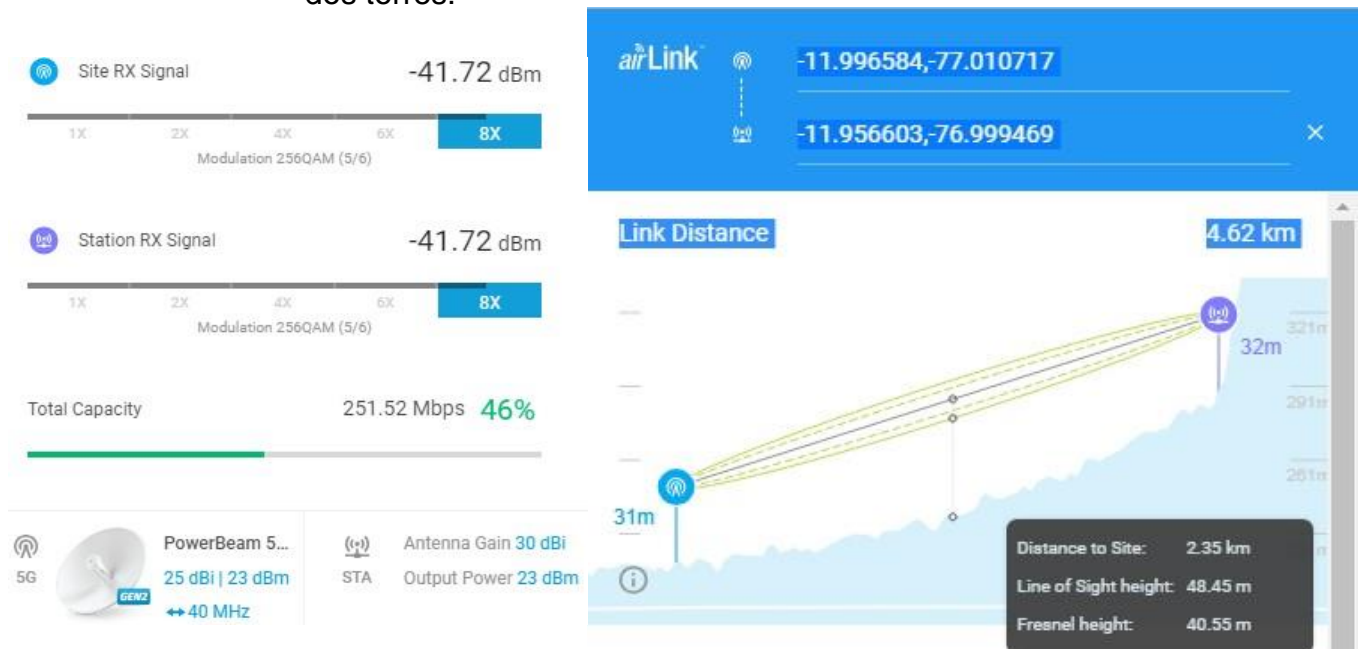 dos torres.
Site RX Signal -41.72 dBm
1X 2X 4X 6X 8X
Modulation 256QAM (5/6)
Station RX Signal -41.72 dBm
1X 2X 4X 6X 8X
Modulation 256QAM (5/6)
Total Capacity 251.52 Mbps 46%
5G
PowerBeam 5...
25 dBi | 23 dBm
GEN2
↔ 40 MHz
STA
Antenna Gain 30 dBi
Output Power 23 dBm
airLink
-11.996584,-77.010717
-11.956603,-76.999469
×
Link Distance 4.62 km
321m
32m
291m
261m
31m
Distance to Site: 2.35 km
Line of Sight height: 48.45 m
Fresnel height: 40.55 m